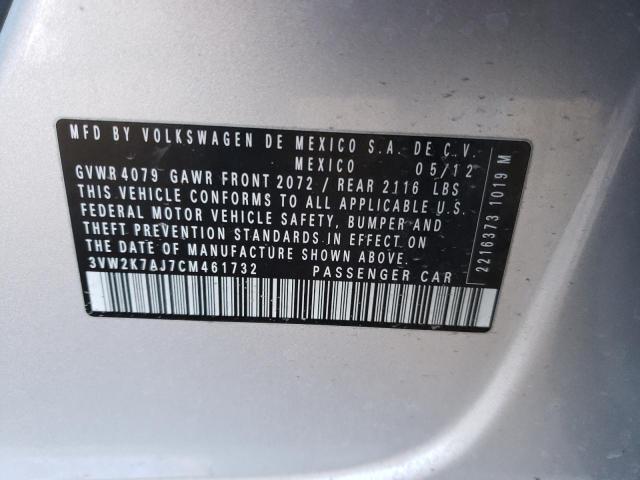 MFD BY VOLKSWAGEN DE MEXICO S.A. DE C.V.
MEXICO 05/12
GVWR 4079 GAWR FRONT 2072 / REAR 2116 LBS
THIS VEHICLE CONFORMS TO ALL APPLICABLE U.S.
FEDERAL MOTOR VEHICLE SAFETY, BUMPER AND
THEFT PREVENTION STANDARDS IN EFFECT ON
THE DATE OF MANUFACTURE SHOWN ABOVE.
3VW2K7AJ7CM461732 PASSENGER CAR
2216373 1019 M